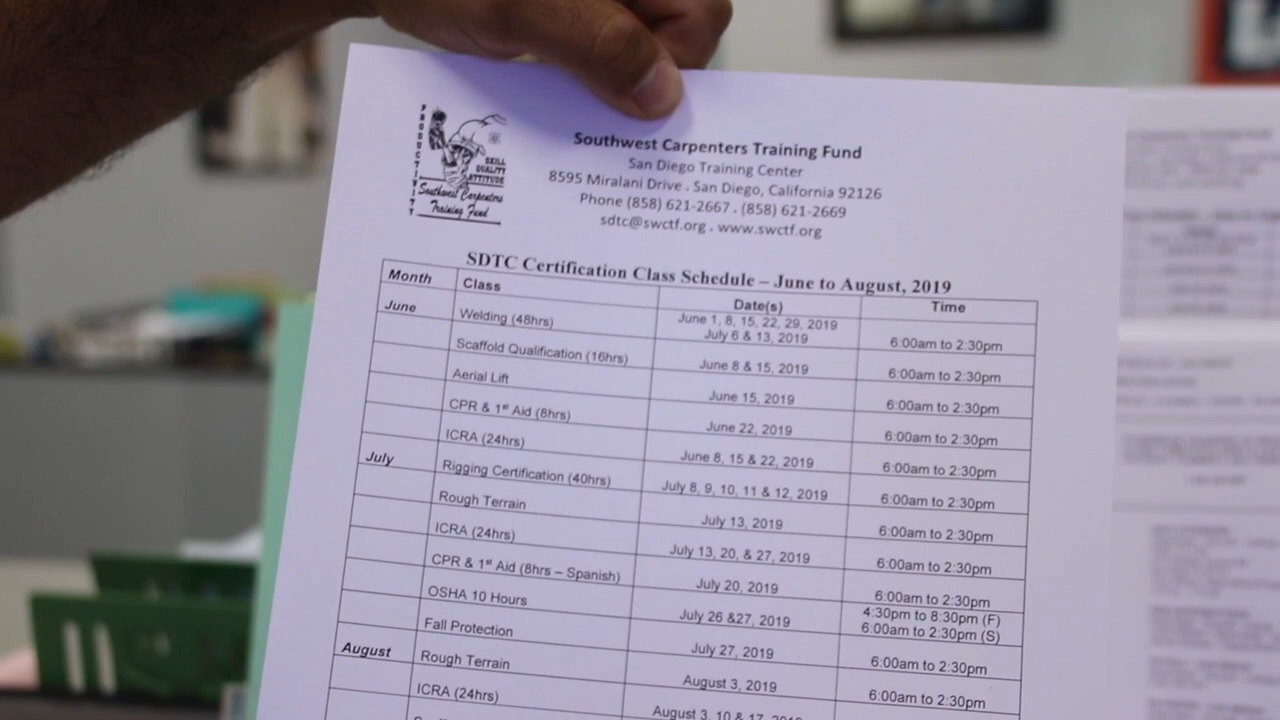 PRODUCTIVITY
SKILL
QUALITY
ATTITUDE
Southwest Carpenters
Training Fund
Southwest Carpenters Training Fund
San Diego Training Center
8595 Miralani Drive . San Diego, California 92126
Phone (858) 621-2667 . (858) 621-2669
sdtc@swctf.org . www.swctf.org
SDTC Certification Class Schedule – June to August, 2019
Month Class Date(s) Time
June Welding (48hrs) June 1, 8, 15, 22, 29, 2019
July 6 & 13, 2019 6:00am to 2:30pm
Scaffold Qualification (16hrs) June 8 & 15, 2019 6:00am to 2:30pm
Aerial Lift June 15, 2019 6:00am to 2:30pm
CPR & 1st Aid (8hrs) June 22, 2019 6:00am to 2:30pm
ICRA (24hrs) June 8, 15 & 22, 2019 6:00am to 2:30pm
July Rigging Certification (40hrs) July 8, 9, 10, 11 & 12, 2019 6:00am to 2:30pm
Rough Terrain July 13, 2019 6:00am to 2:30pm
ICRA (24hrs) July 13, 20, & 27, 2019 6:00am to 2:30pm
CPR & 1st Aid (8hrs – Spanish) July 20, 2019 6:00am to 2:30pm
OSHA 10 Hours July 26 &27, 2019 4:30pm to 8:30pm (F)
6:00am to 2:30pm (S)
Fall Protection July 27, 2019 6:00am to 2:30pm
August Rough Terrain August 3, 2019 6:00am to 2:30pm
ICRA (24hrs) August 3, 10 & 17, 2019